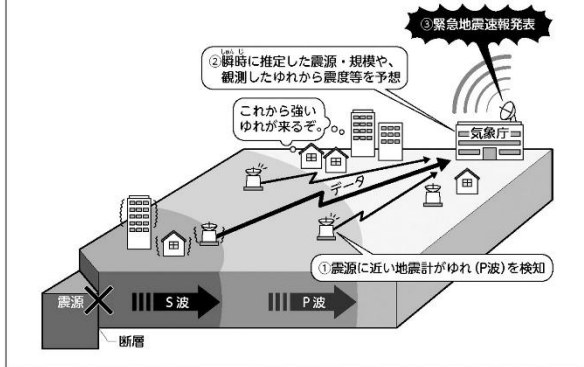 ③緊急地震速報発表
しゅん じ
②瞬時に推定した震源・規模や、
観測したゆれから震度等を予想
これから強い
ゆれが来るぞ。
気象庁
データ
①震源に近い地震計がゆれ(P波)を検知
震源
S波
P波
断層